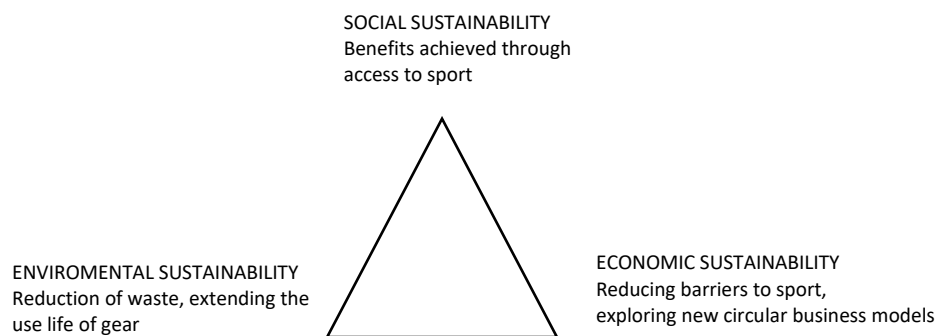 SOCIAL SUSTAINABILITY
Benefits achieved through
access to sport
ENVIROMENTAL SUSTAINABILITY
Reduction of waste, extending the
use life of gear
ECONOMIC SUSTAINABILITY
Reducing barriers to sport,
exploring new circular business models